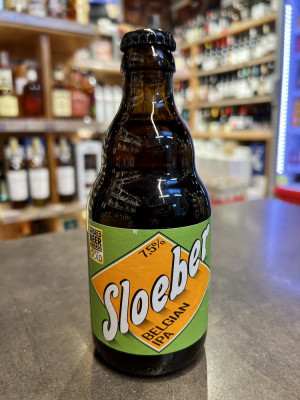 7.5%
Sloeber
BELGIAN
IPA